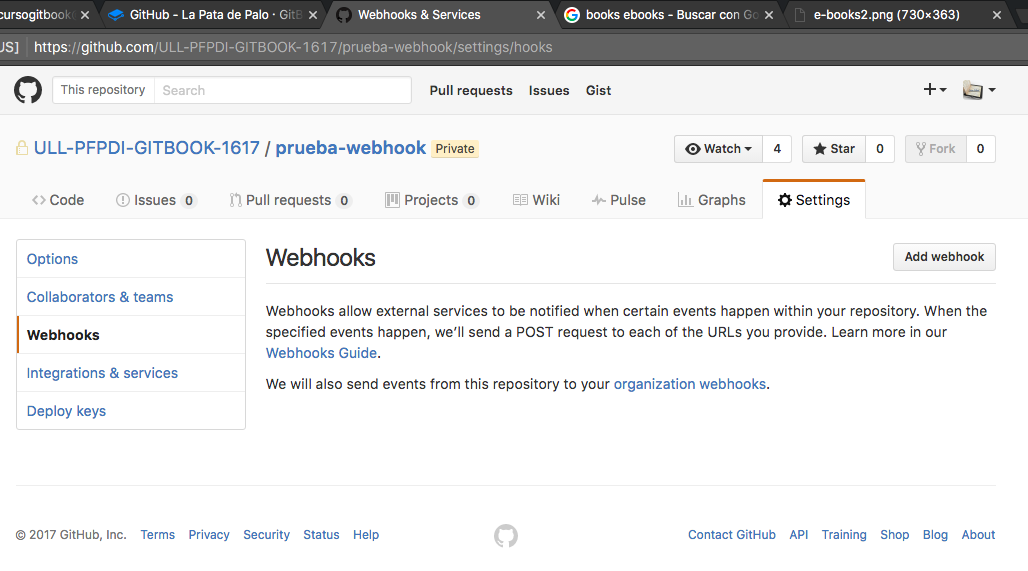 cursogitbook
GitHub - La Pata de Palo · GitB
Webhooks & Services
books ebooks - Buscar con Go
e-books2.png (730×363)
US] https://github.com/ULL-PFPDI-GITBOOK-1617/prueba-webhook/settings/hooks
This repository Search Pull requests Issues Gist
ULL-PFPDI-GITBOOK-1617 / prueba-webhook Private Watch 4 Star 0 Fork 0
Code Issues 0 Pull requests 0 Projects 0 Wiki Pulse Graphs Settings
Options
Collaborators & teams
Webhooks
Integrations & services
Deploy keys
Webhooks Add webhook
Webhooks allow external services to be notified when certain events happen within your repository. When the
specified events happen, we’ll send a POST request to each of the URLs you provide. Learn more in our
Webhooks Guide.
We will also send events from this repository to your organization webhooks.
© 2017 GitHub, Inc. Terms Privacy Security Status Help Contact GitHub API Training Shop Blog About